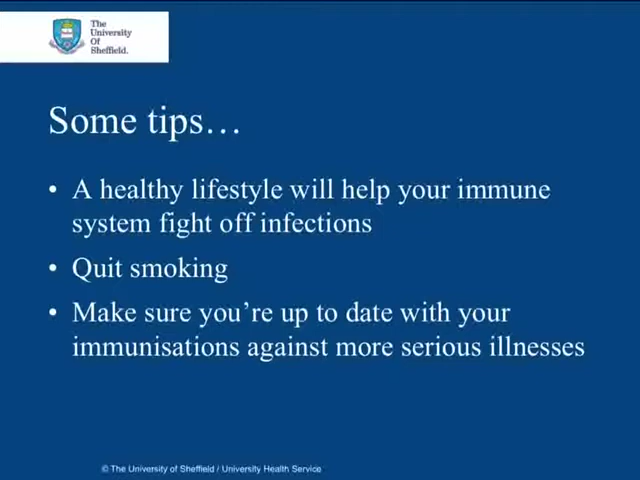 The
University
Of
Sheffield.
Some tips…
• A healthy lifestyle will help your immune
system fight off infections
• Quit smoking
• Make sure you’re up to date with your
immunisations against more serious illnesses
© The University of Sheffield / University Health Service